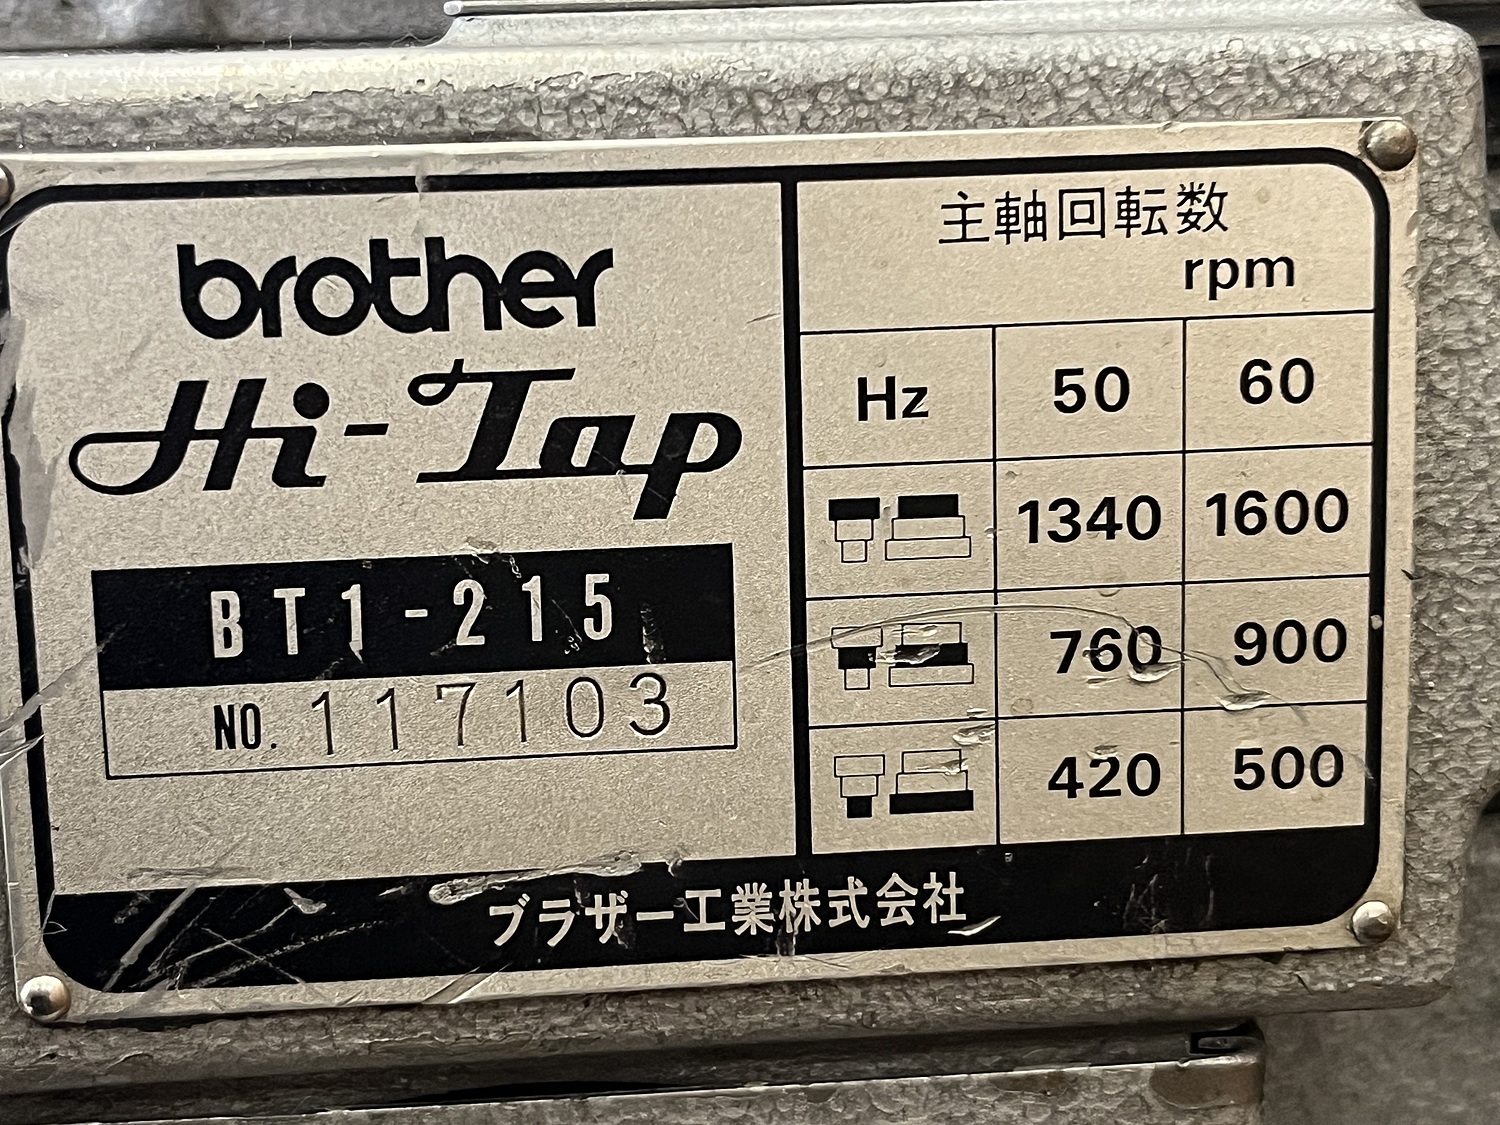 brother
Hi-Tap
BT1-215
NO. 117103
主軸回転数
rpm
Hz 50 60
1340 1600
760 900
420 500
ブラザー工業株式会社